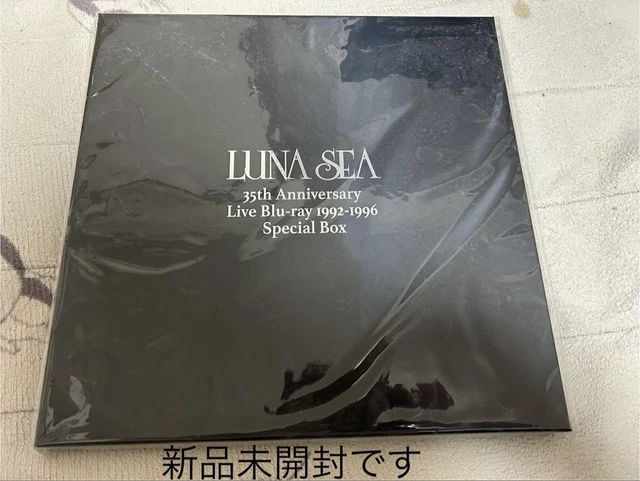 LUNA SEA
35th Anniversary
Live Blu-ray 1992-1996
Special Box
新品未開封です